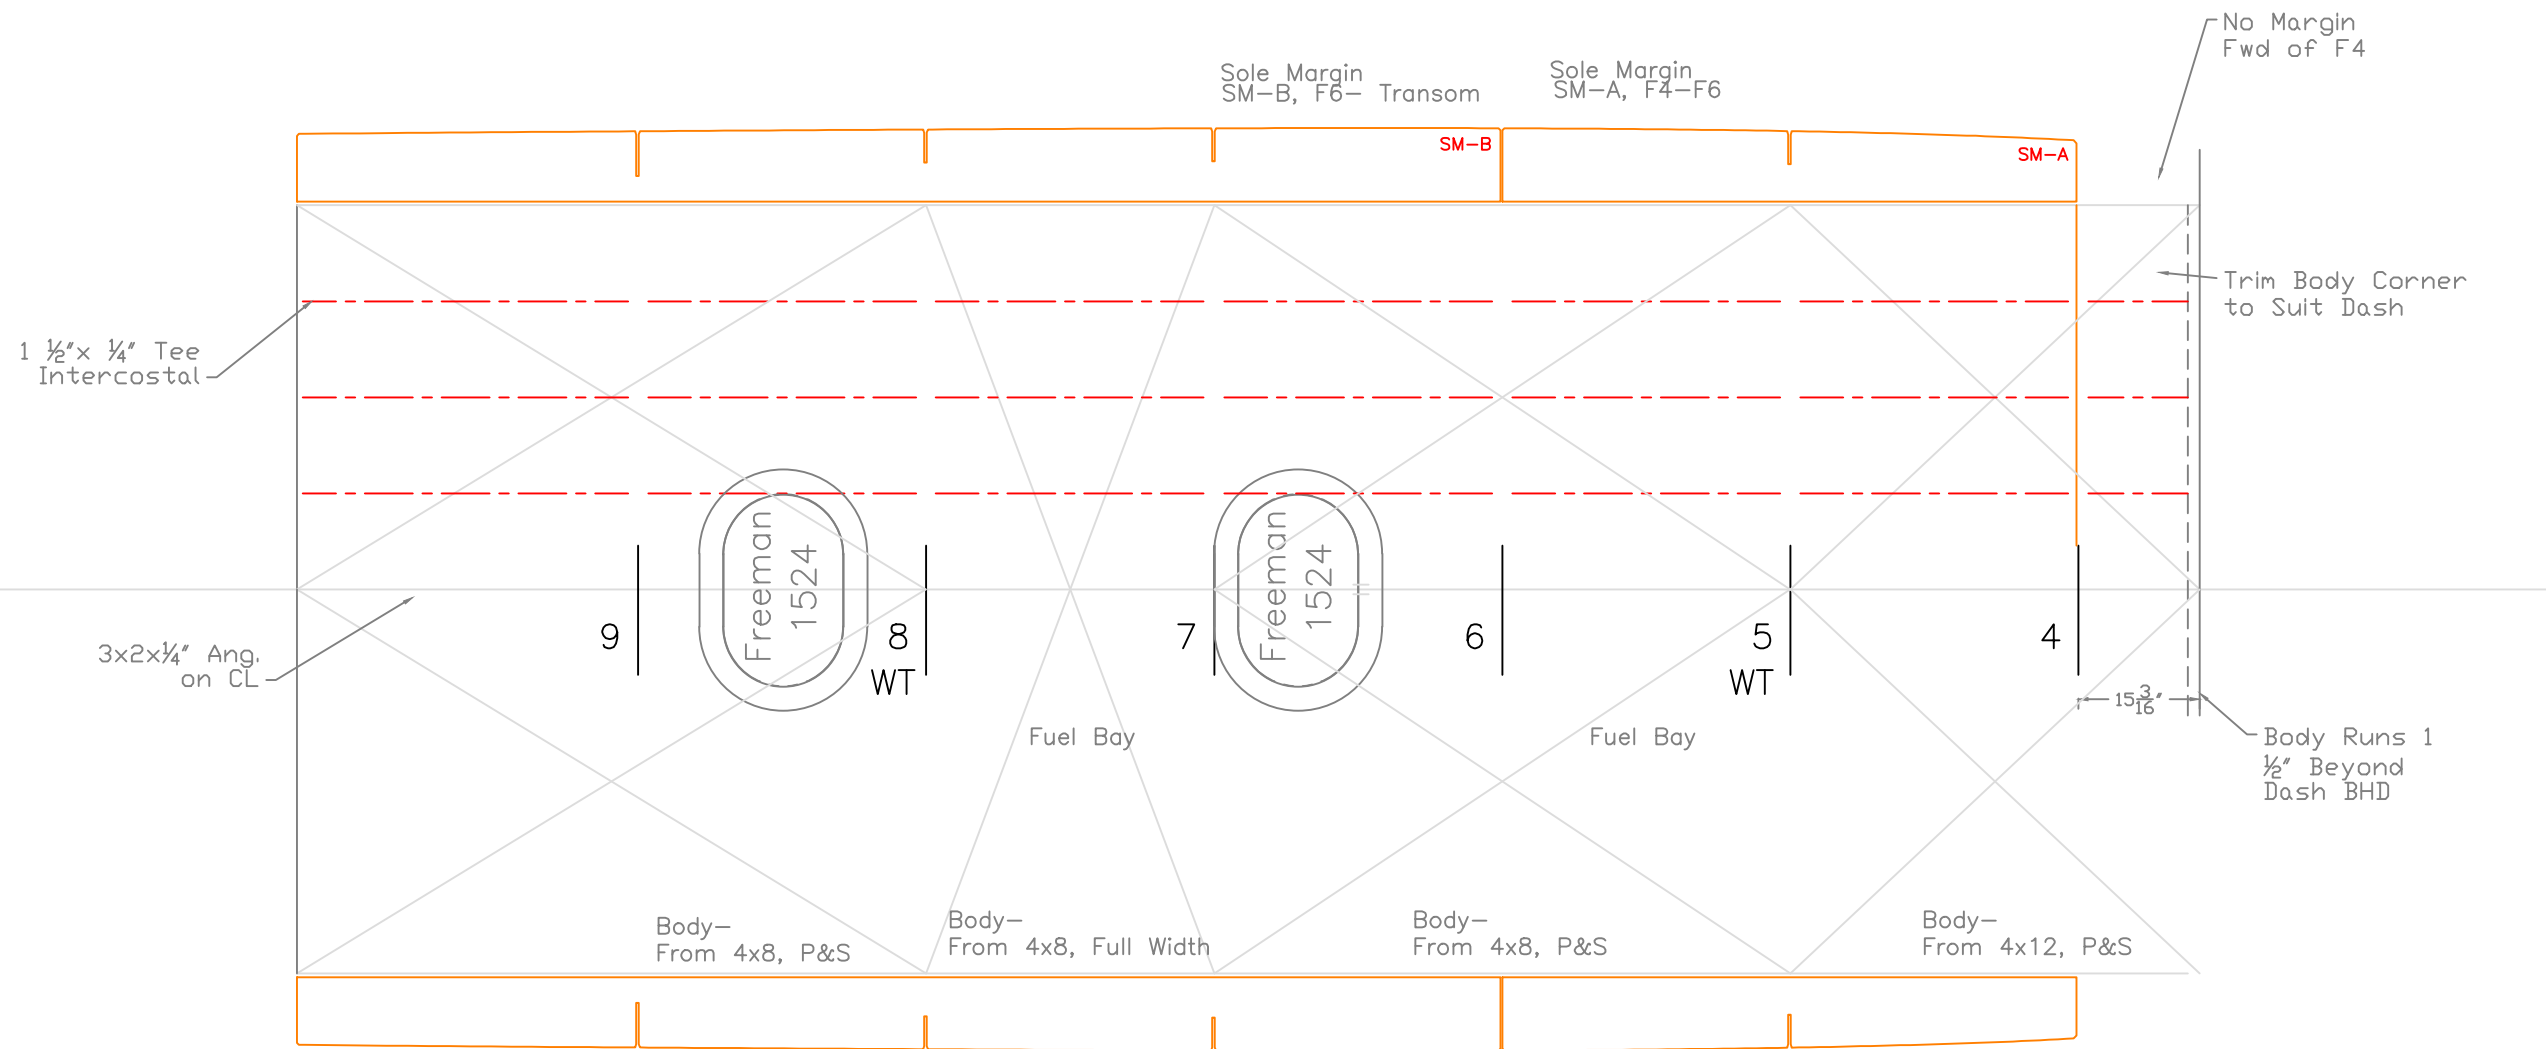 No Margin
Fwd of F4
Sole Margin
SM-B, F6- Transom
Sole Margin
SM-A, F4-F6
SM-B
SM-A
Trim Body Corner
to Suit Dash
1 ½"x ¼" Tee
Intercostal
Freeman
1524
Freeman
1524
9
8
7
6
5
4
WT
WT
3x2x¼" Ang.
on CL
15 3/16"
Fuel Bay
Fuel Bay
Body Runs 1
½" Beyond
Dash BHD
Body-
From 4x8, P&S
Body-
From 4x8, Full Width
Body-
From 4x8, P&S
Body-
From 4x12, P&S